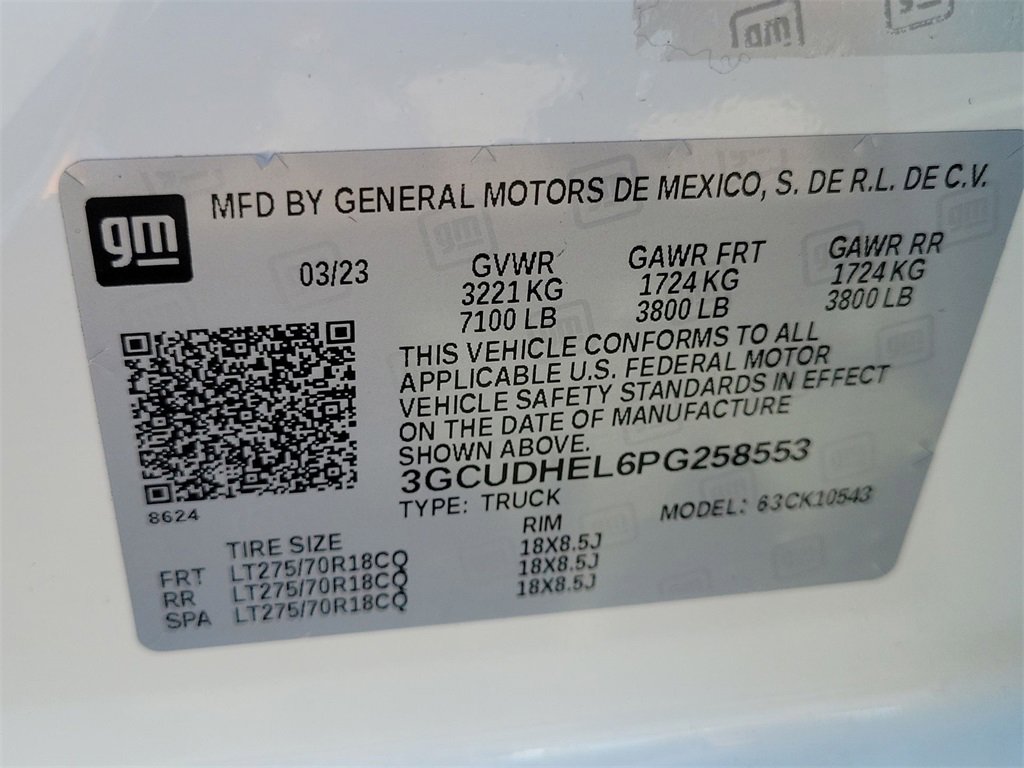 gm
MFD BY GENERAL MOTORS DE MEXICO, S. DE R.L. DE C.V.
03/23
GVWR GAWR FRT GAWR RR
3221 KG 1724 KG 1724 KG
7100 LB 3800 LB 3800 LB
THIS VEHICLE CONFORMS TO ALL
APPLICABLE U.S. FEDERAL MOTOR
VEHICLE SAFETY STANDARDS IN EFFECT
ON THE DATE OF MANUFACTURE
SHOWN ABOVE.
3GCUDHEL6PG258553
TYPE: TRUCK MODEL: 63CK10543
8624
TIRE SIZE RIM
FRT LT275/70R18CQ 18X8.5J
RR LT275/70R18CQ 18X8.5J
SPA LT275/70R18CQ 18X8.5J